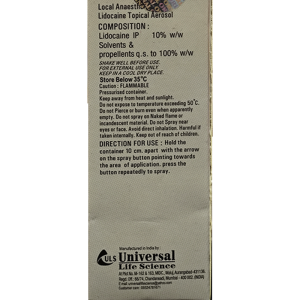 Local Anaesthetic
Lidocaine Topical Aerosol
COMPOSITION :
Lidocaine IP 10% w/w
Solvents &
propellents q.s. to 100% w/w
SHAKE WELL BEFORE USE.
FOR EXTERNAL USE ONLY.
KEEP IN A COOL DRY PLACE.
Store Below 35°C
Caution : FLAMMABLE
Pressurised container.
Keep away from heat and sunlight.
Do not expose to temperature exceeding 50°C.
Do not Pierce or burn even when apparently
empty. Do not spray on Naked flame or
incandescent material. Do not Spray near
eyes or face. Avoid direct inhalation. Harmful if
taken internally. Keep out of reach of children.
DIRECTION FOR USE : Hold the
container 10 cm. apart with the arrow
on the spray button pointing towards
the area of application. press the
button repeatedly to spray.
Manufactured in India by :
ULS Universal
Life Science